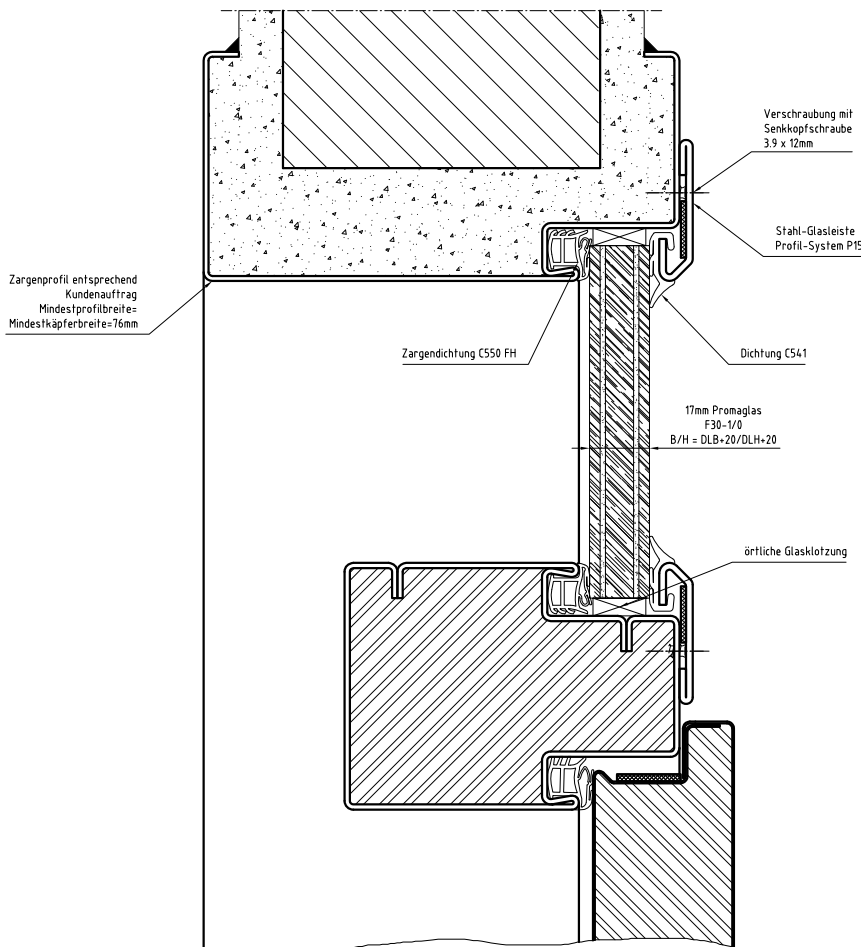 Verschraubung mit
Senkkopfschraube
3.9 x 12mm
Stahl-Glasleiste
Profil-System P15
Zargenprofil entsprechend
Kundenauftrag
Mindestprofilbreite=
Mindestkäpferbreite=76mm
Zargendichtung C550 FH
Dichtung C541
17mm Promaglas
F30-1/0
B/H = DLB+20/DLH+20
örtliche Glasklotzung